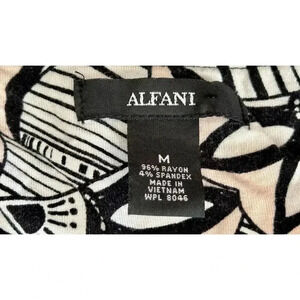 ALFANI
M
96% RAYON
4% SPANDEX
MADE IN
VIETNAM
WPL 8046